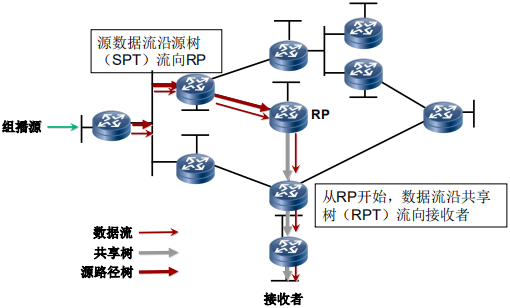 源数据流沿源树
（SPT）流向RP
组播源
RP
从RP开始，数据流沿共享
树（RPT）流向接收者
数据流
共享树
源路径树
接收者